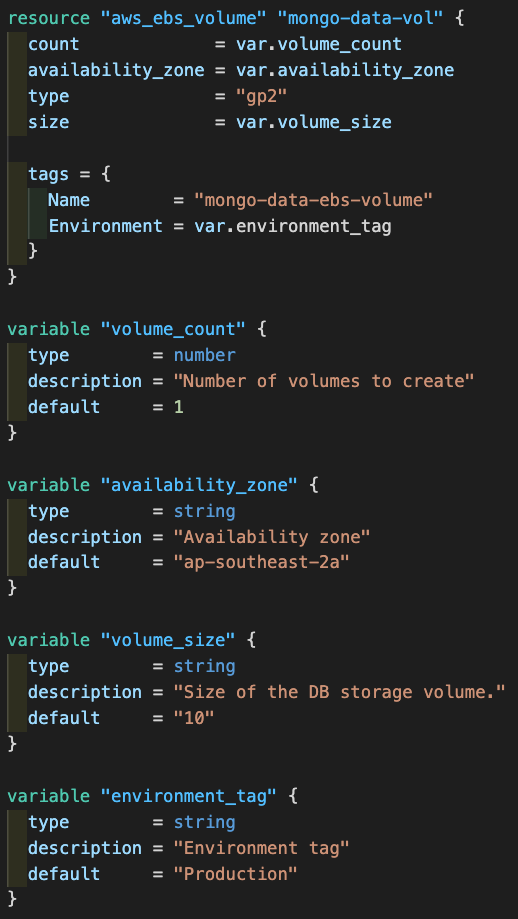 resource "aws_ebs_volume" "mongo-data-vol" {
  count             = var.volume_count
  availability_zone = var.availability_zone
  type              = "gp2"
  size              = var.volume_size

  tags = {
    Name        = "mongo-data-ebs-volume"
    Environment = var.environment_tag
  }
}

variable "volume_count" {
  type        = number
  description = "Number of volumes to create"
  default     = 1
}

variable "availability_zone" {
  type        = string
  description = "Availability zone"
  default     = "ap-southeast-2a"
}

variable "volume_size" {
  type        = string
  description = "Size of the DB storage volume."
  default     = "10"
}

variable "environment_tag" {
  type        = string
  description = "Environment tag"
  default     = "Production"
}